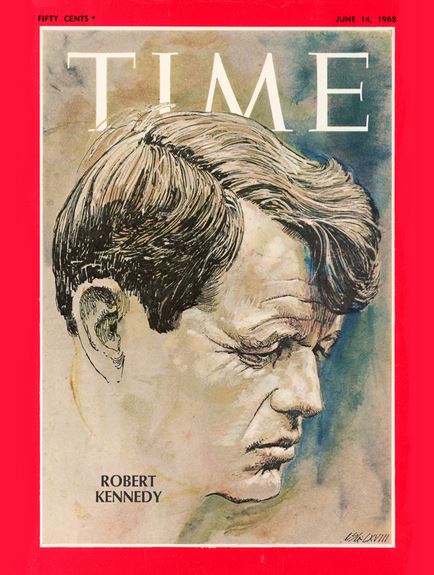 FIFTY CENTS *
JUNE 14, 1968
TIME
ROBERT
KENNEDY